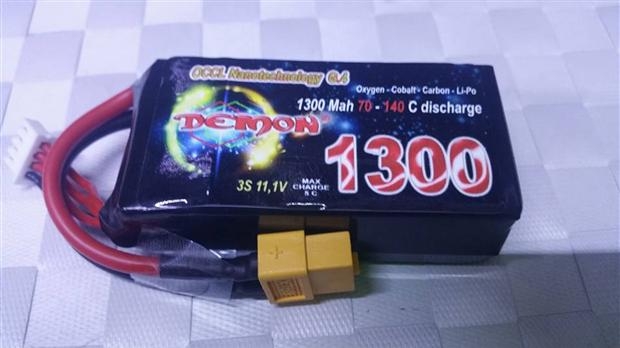 OCCL Nanotechnology 6.4
Oxygen - Cobalt - Carbon - Li-Po
1300 Mah 70 - 140 C discharge
DEMON
1300
3S 11,1V
MAX
CHARGE
5 C